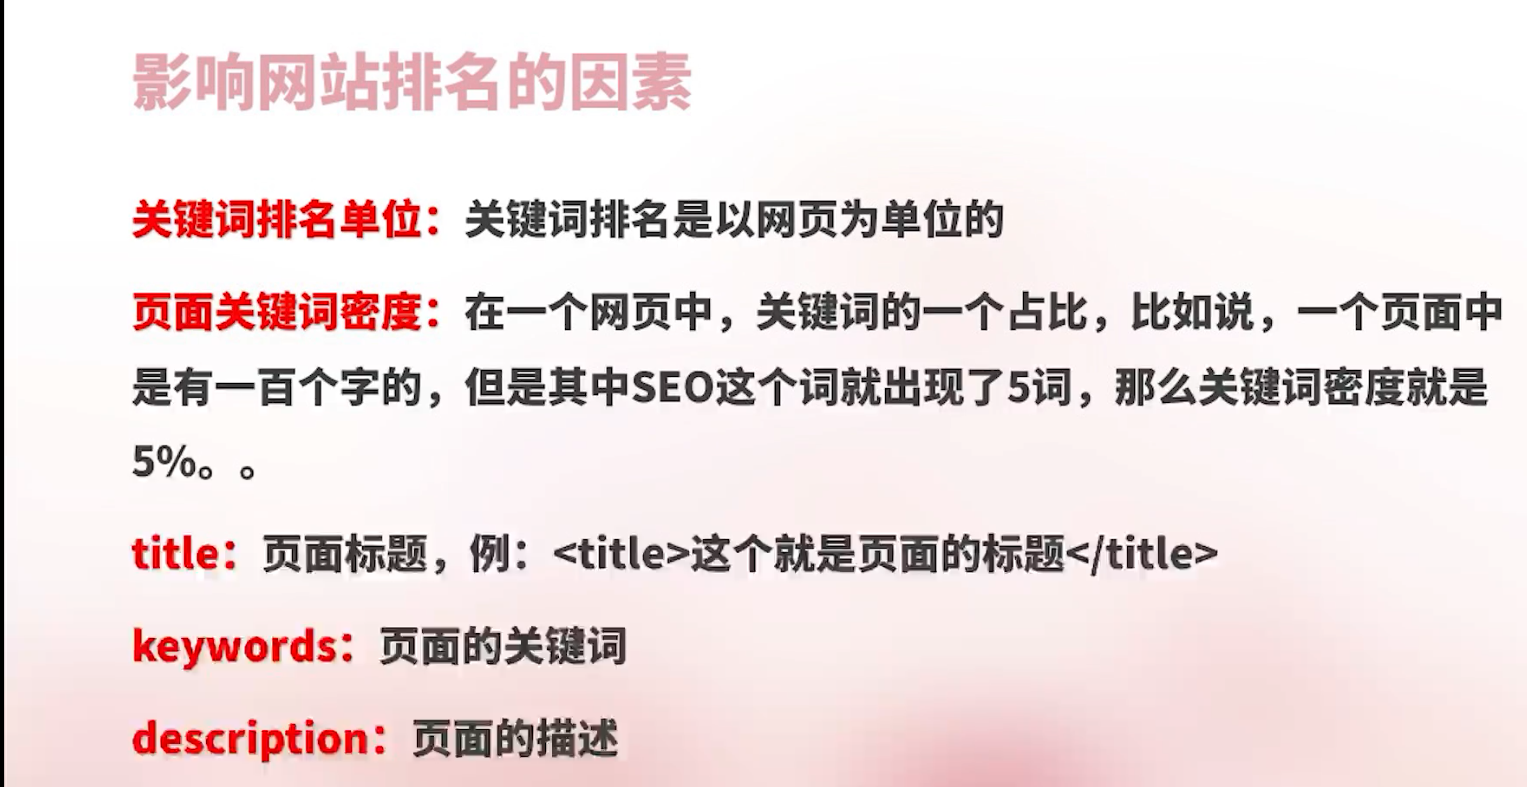 影响网站排名的因素
关键词排名单位：关键词排名是以网页为单位的
页面关键词密度：在一个网页中，关键词的一个占比，比如说，一个页面中
是有一百个字的，但是其中SEO这个词就出现了5词，那么关键词密度就是
5%。。
title：页面标题，例：<title>这个就是页面的标题</title>
keywords：页面的关键词
description：页面的描述